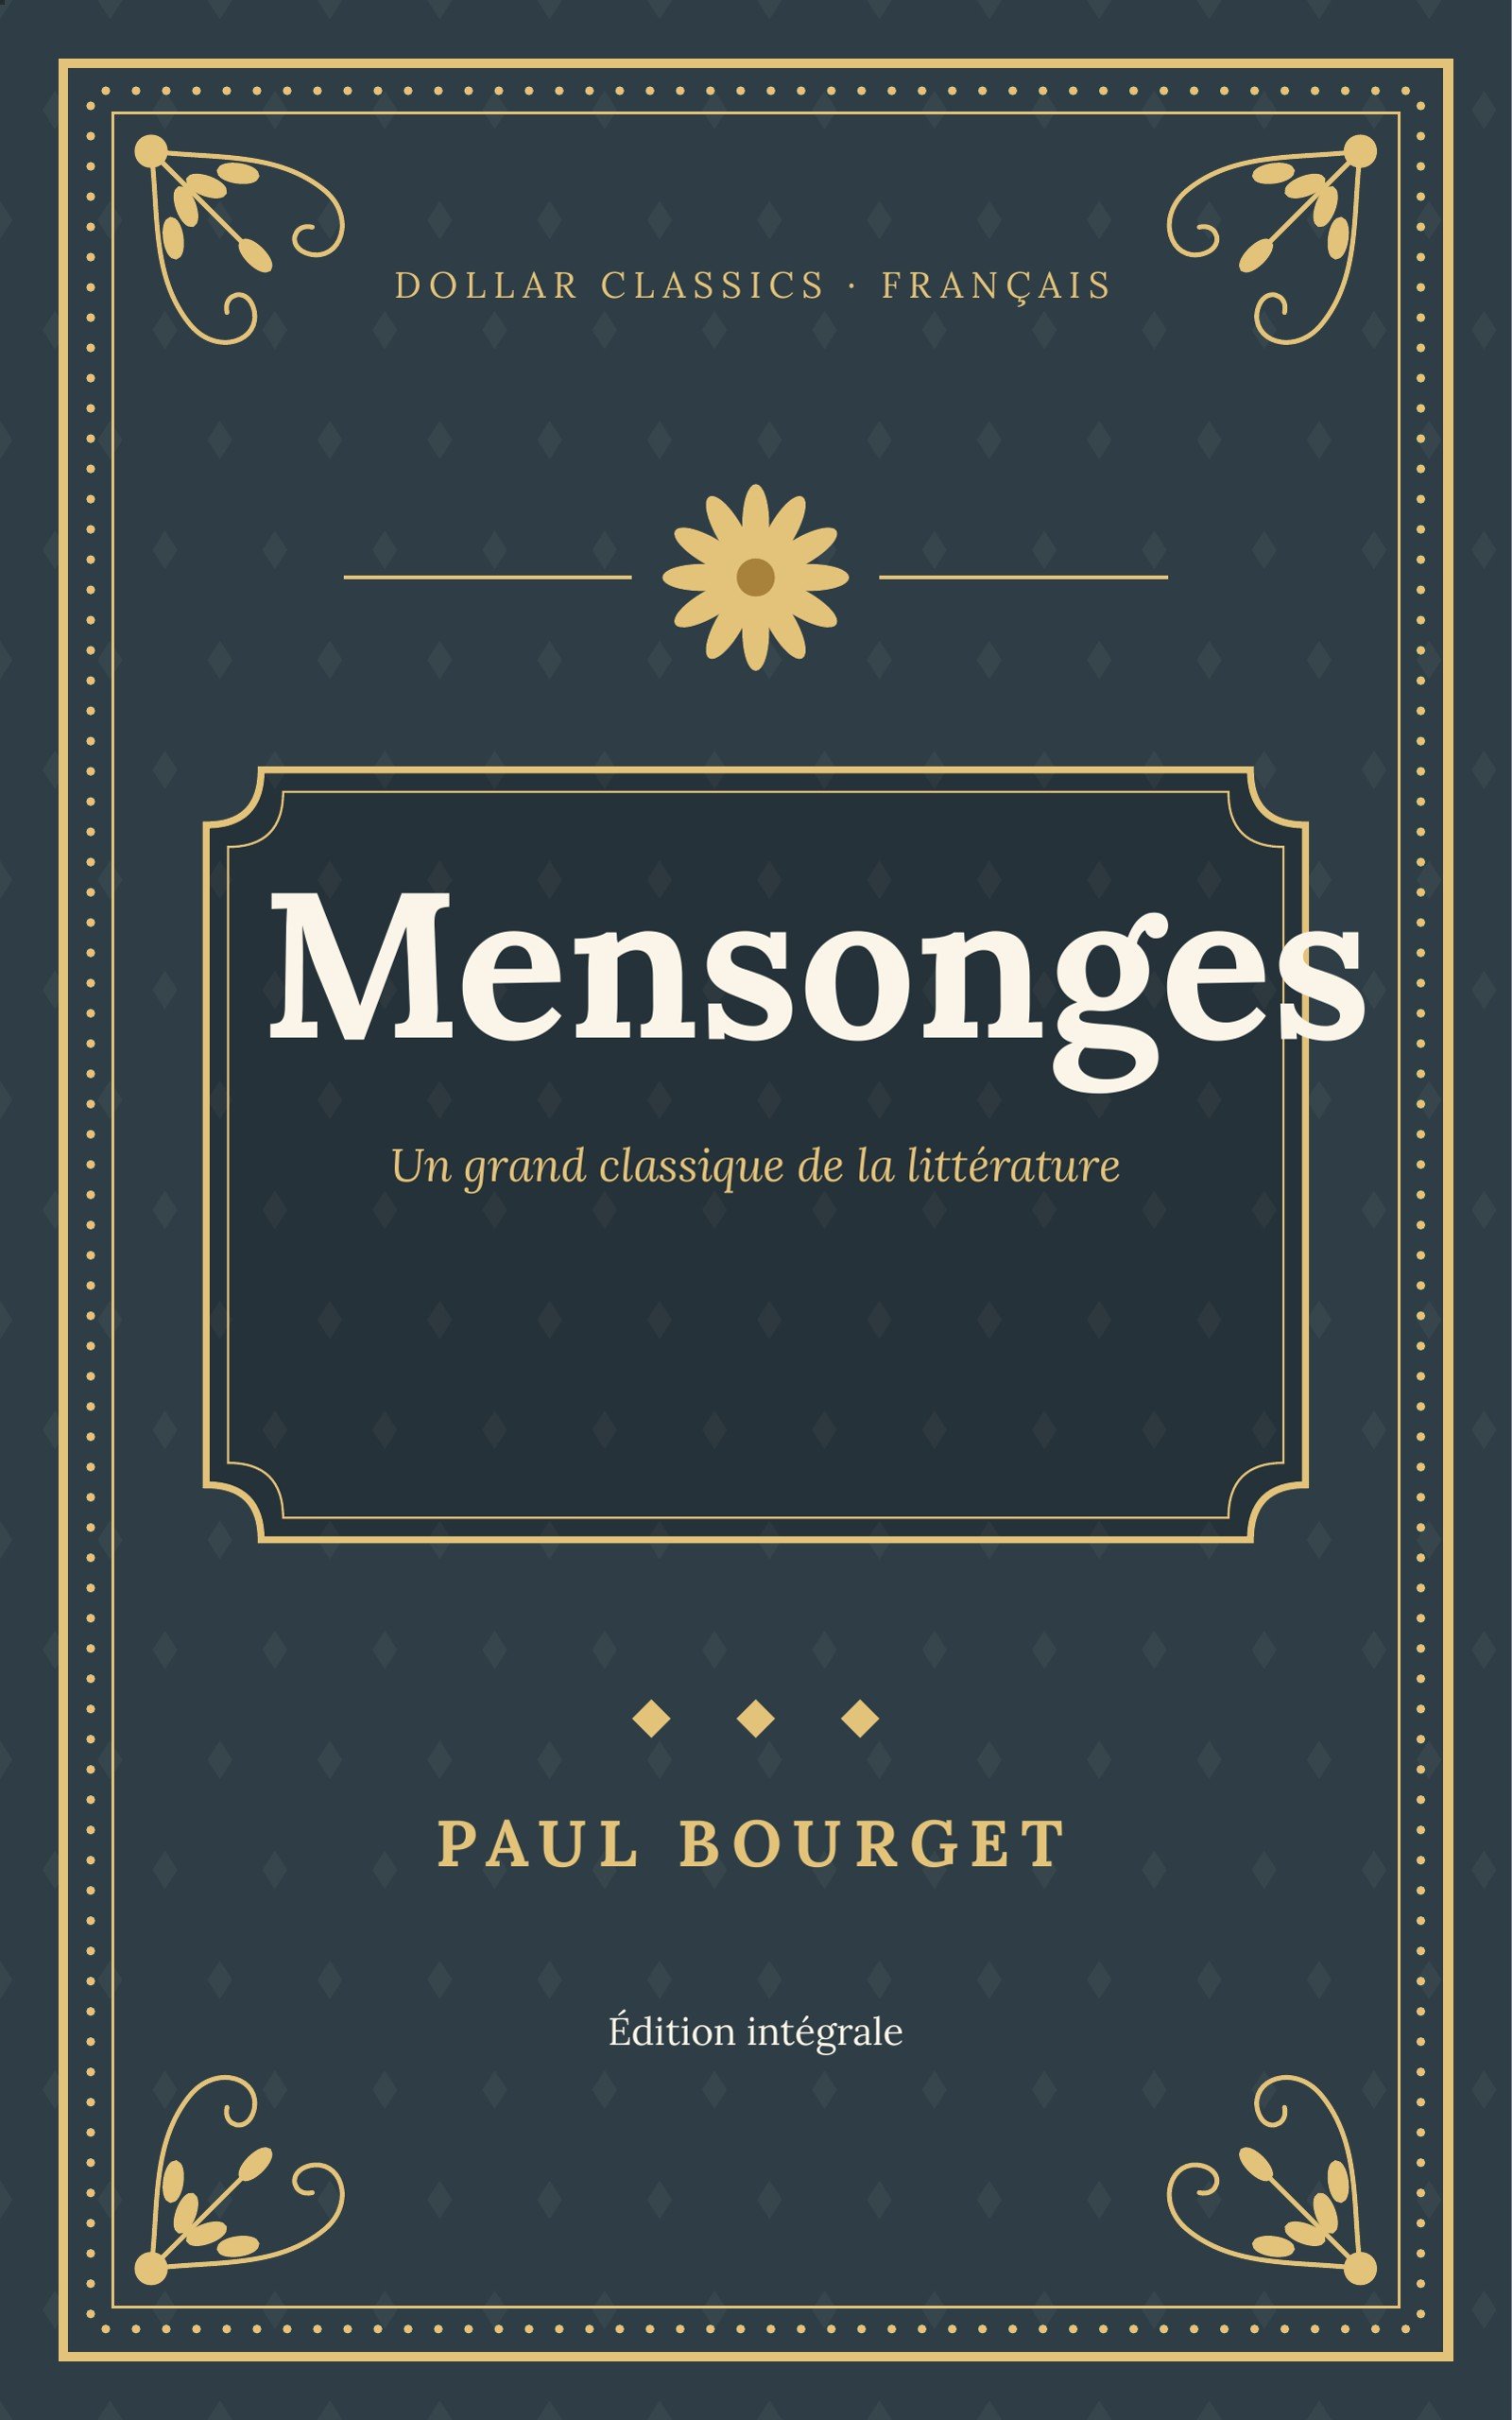 DOLLAR CLASSICS · FRANÇAIS
Mensonges
Un grand classique de la littérature
PAUL BOURGET
Édition intégrale